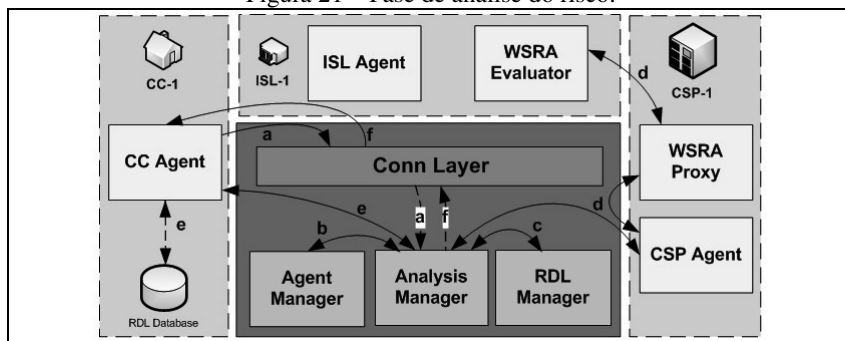 Figura 21 – Fase de análise do risco.
CC-1
ISL-1
ISL Agent
WSRA
Evaluator
CSP-1
d
a
f
CC Agent
Conn Layer
WSRA
Proxy
e
e
a
f
d
b
c
CSP Agent
Agent
Manager
Analysis
Manager
RDL
Manager
RDL Database